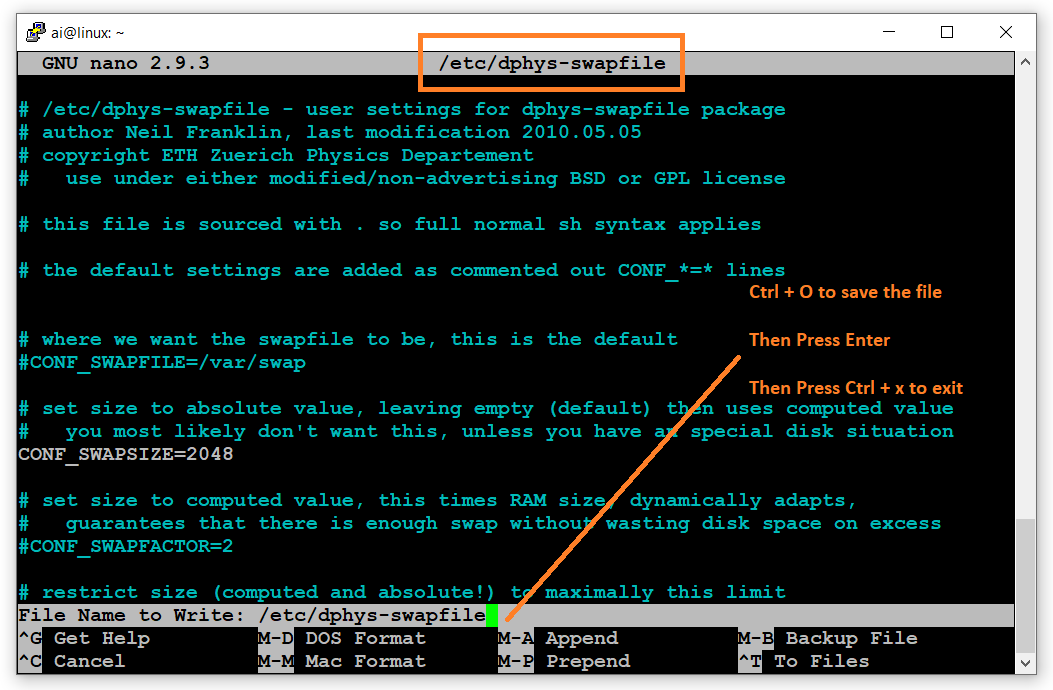 ai@linux: ~
GNU nano 2.9.3 /etc/dphys-swapfile
# /etc/dphys-swapfile - user settings for dphys-swapfile package
# author Neil Franklin, last modification 2010.05.05
# copyright ETH Zuerich Physics Departement
#   use under either modified/non-advertising BSD or GPL license
# this file is sourced with . so full normal sh syntax applies
# the default settings are added as commented out CONF_*=* lines
Ctrl + O to save the file
Then Press Enter
Then Press Ctrl + x to exit
# where we want the swapfile to be, this is the default
#CONF_SWAPFILE=/var/swap
# set size to absolute value, leaving empty (default) then uses computed value
#   you most likely don't want this, unless you have an special disk situation
CONF_SWAPSIZE=2048
# set size to computed value, this times RAM size, dynamically adapts,
#   guarantees that there is enough swap without wasting disk space on excess
#CONF_SWAPFACTOR=2
# restrict size (computed and absolute!) to maximally this limit
File Name to Write: /etc/dphys-swapfile
^G Get Help M-D DOS Format M-A Append M-B Backup File
^C Cancel M-M Mac Format M-P Prepend ^T To Files